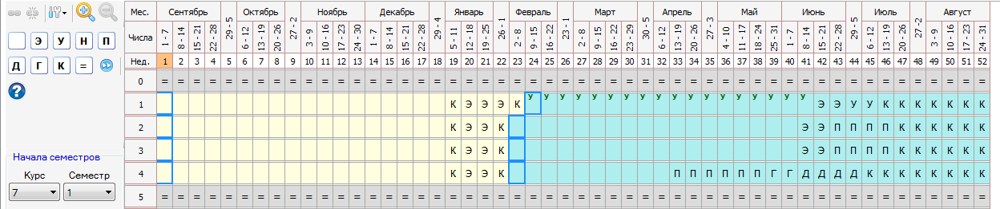 Мес. Сентябрь Октябрь Ноябрь Декабрь Январь Февраль Март Апрель Май Июнь Июль Август
Числа 1 - 7 8 - 14 15 - 21 22 - 28 29 - 5 6 - 12 13 - 19 20 - 26 27 - 2 3 - 9 10 - 16 17 - 23 24 - 30 1 - 7 8 - 14 15 - 21 22 - 28 29 - 4 5 - 11 12 - 18 19 - 25 26 - 1 2 - 8 9 - 15 16 - 22 23 - 1 2 - 8 9 - 15 16 - 22 23 - 29 30 - 5 6 - 12 13 - 19 20 - 26 27 - 3 4 - 10 11 - 17 18 - 24 25 - 31 1 - 7 8 - 14 15 - 21 22 - 28 29 - 5 6 - 12 13 - 19 20 - 26 27 - 2 3 - 9 10 - 16 17 - 23 24 - 31
Нед. 1 2 3 4 5 6 7 8 9 10 11 12 13 14 15 16 17 18 19 20 21 22 23 24 25 26 27 28 29 30 31 32 33 34 35 36 37 38 39 40 41 42 43 44 45 46 47 48 49 50 51 52
0 = = = = = = = = = = = = = = = = = = = = = = = = = = = = = = = = = = = = = = = = = = = = = = = = = = = =
1 К Э Э Э К У У У У У У У У У У У У У У У У У У Э Э У У К К К К К К К
2 К Э Э К Э Э П П П П К К К К К К
3 К Э Э К Э Э П П П П К К К К К К
4 К Э Э К П П П П П П Г Г Д Д Д Д К К К К К К К К
5 = = = = = = = = = = = = = = = = = = = = = = = = = = = = = = = = = = = = = = = = = = = = = = = = = = = =
Э У Н П
Д Г К =
?
Начала семестров
Курс Семестр
7 1